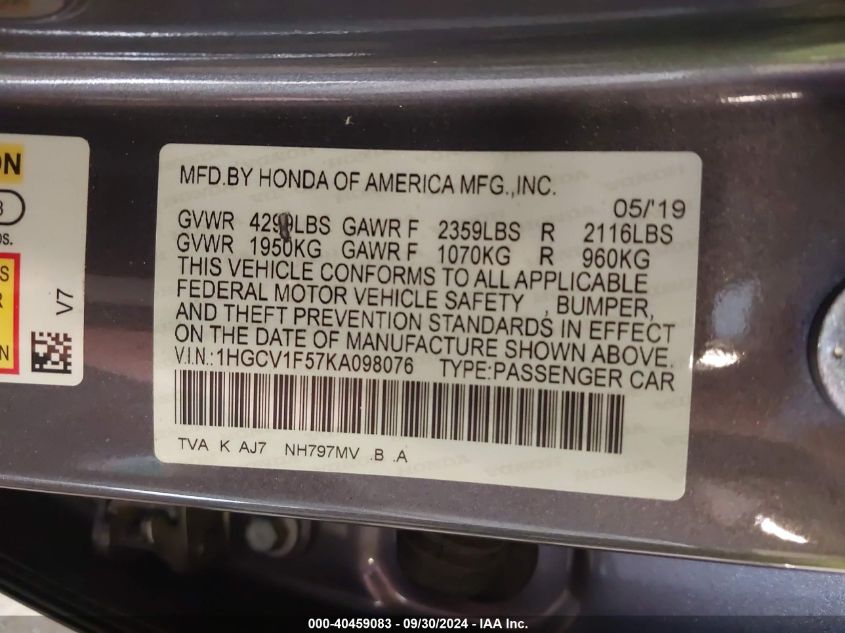 ON
3
OS.
S
R
N
V7
MFD.BY HONDA OF AMERICA MFG.,INC.
05/'19
GVWR 4299LBS GAWR F 2359LBS R 2116LBS
GVWR 1950KG GAWR F 1070KG R 960KG
THIS VEHICLE CONFORMS TO ALL APPLICABLE
FEDERAL MOTOR VEHICLE SAFETY , BUMPER,
AND THEFT PREVENTION STANDARDS IN EFFECT
ON THE DATE OF MANUFACTURE SHOWN ABOVE.
V.I.N.:1HGCV1F57KA098076 TYPE:PASSENGER CAR
TVA K AJ7 NH797MV .B .A
000-40459083 - 09/30/2024 - IAA Inc.